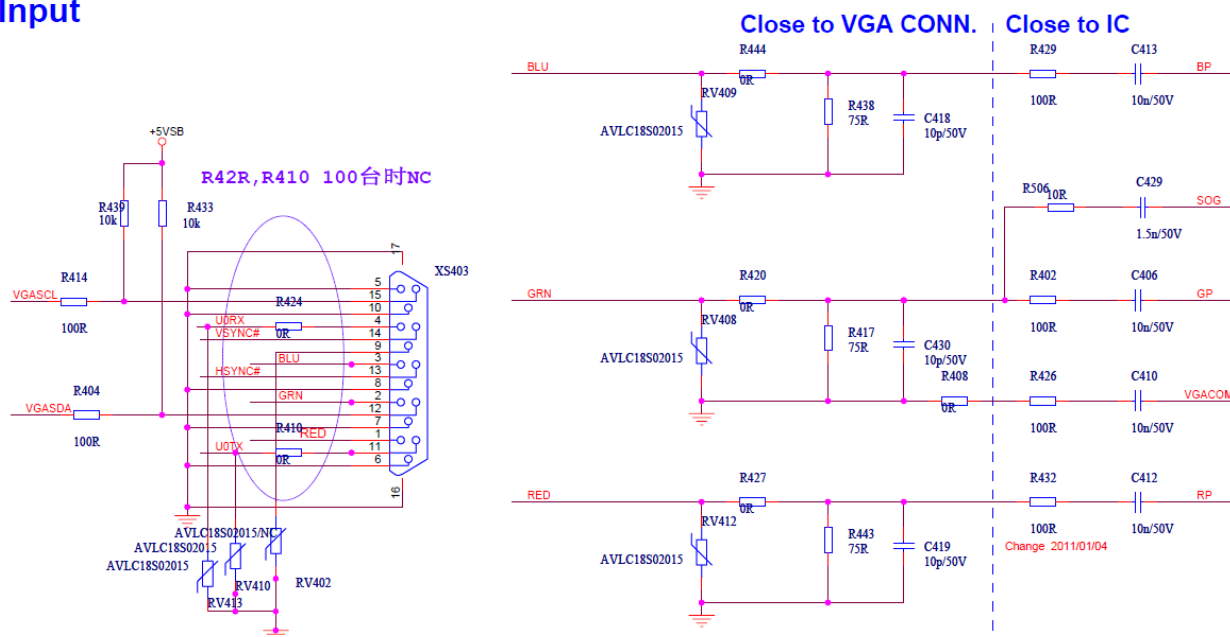 Input
Close to VGA CONN.
Close to IC
+5VSB
R42R,R410 100台时NC
R439
10k
R433
10k
R414
VGASCL
100R
R404
VGASDA
100R
XS403
17
5
15
10
4
14
9
3
13
8
2
12
7
1
11
6
16
R424
U0RX
0R
VSYNC#
BLU
HSYNC#
GRN
R410
RED
U0TX
0R
AVLC18S02015/NC
AVLC18S02015
AVLC18S02015
RV402
RV410
RV413
BLU
R444
0R
RV409
AVLC18S02015
R438
75R
C418
10p/50V
R429
100R
C413
10n/50V
BP
R506
10R
C429
1.5n/50V
SOG
GRN
R420
0R
RV408
AVLC18S02015
R417
75R
C430
10p/50V
R408
0R
R402
100R
C406
10n/50V
GP
R426
100R
C410
10n/50V
VGACOM
RED
R427
0R
RV412
AVLC18S02015
R443
75R
C419
10p/50V
R432
100R
C412
10n/50V
RP
Change 2011/01/04